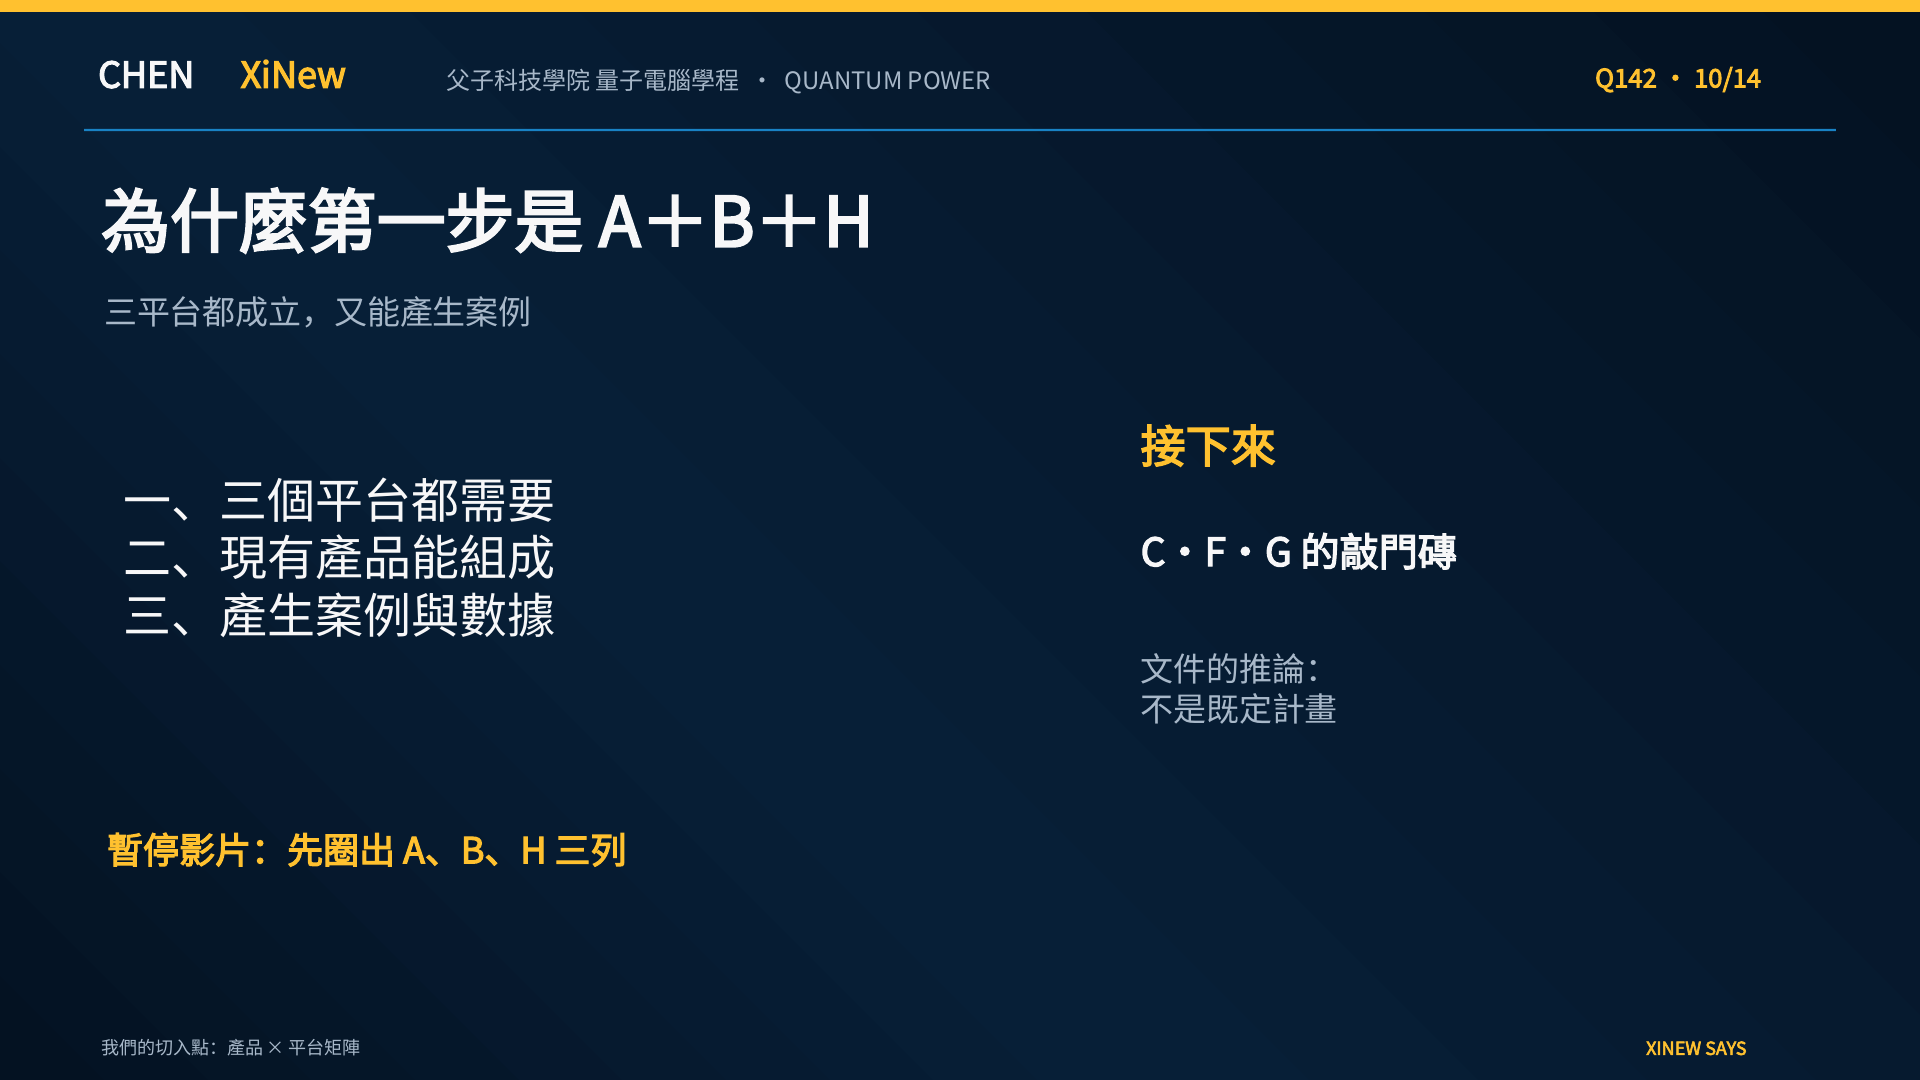 CHEN XiNew 父子科技學院 量子電腦學程 · QUANTUM POWER Q142 · 10/14
為什麼第一步是 A＋B＋H
三平台都成立，又能產生案例
一、三個平台都需要
二、現有產品能組成
三、產生案例與數據
接下來
C・F・G 的敲門磚
文件的推論：
不是既定計畫
暫停影片：先圈出 A、B、H 三列
我們的切入點：產品 × 平台矩陣
XINEW SAYS